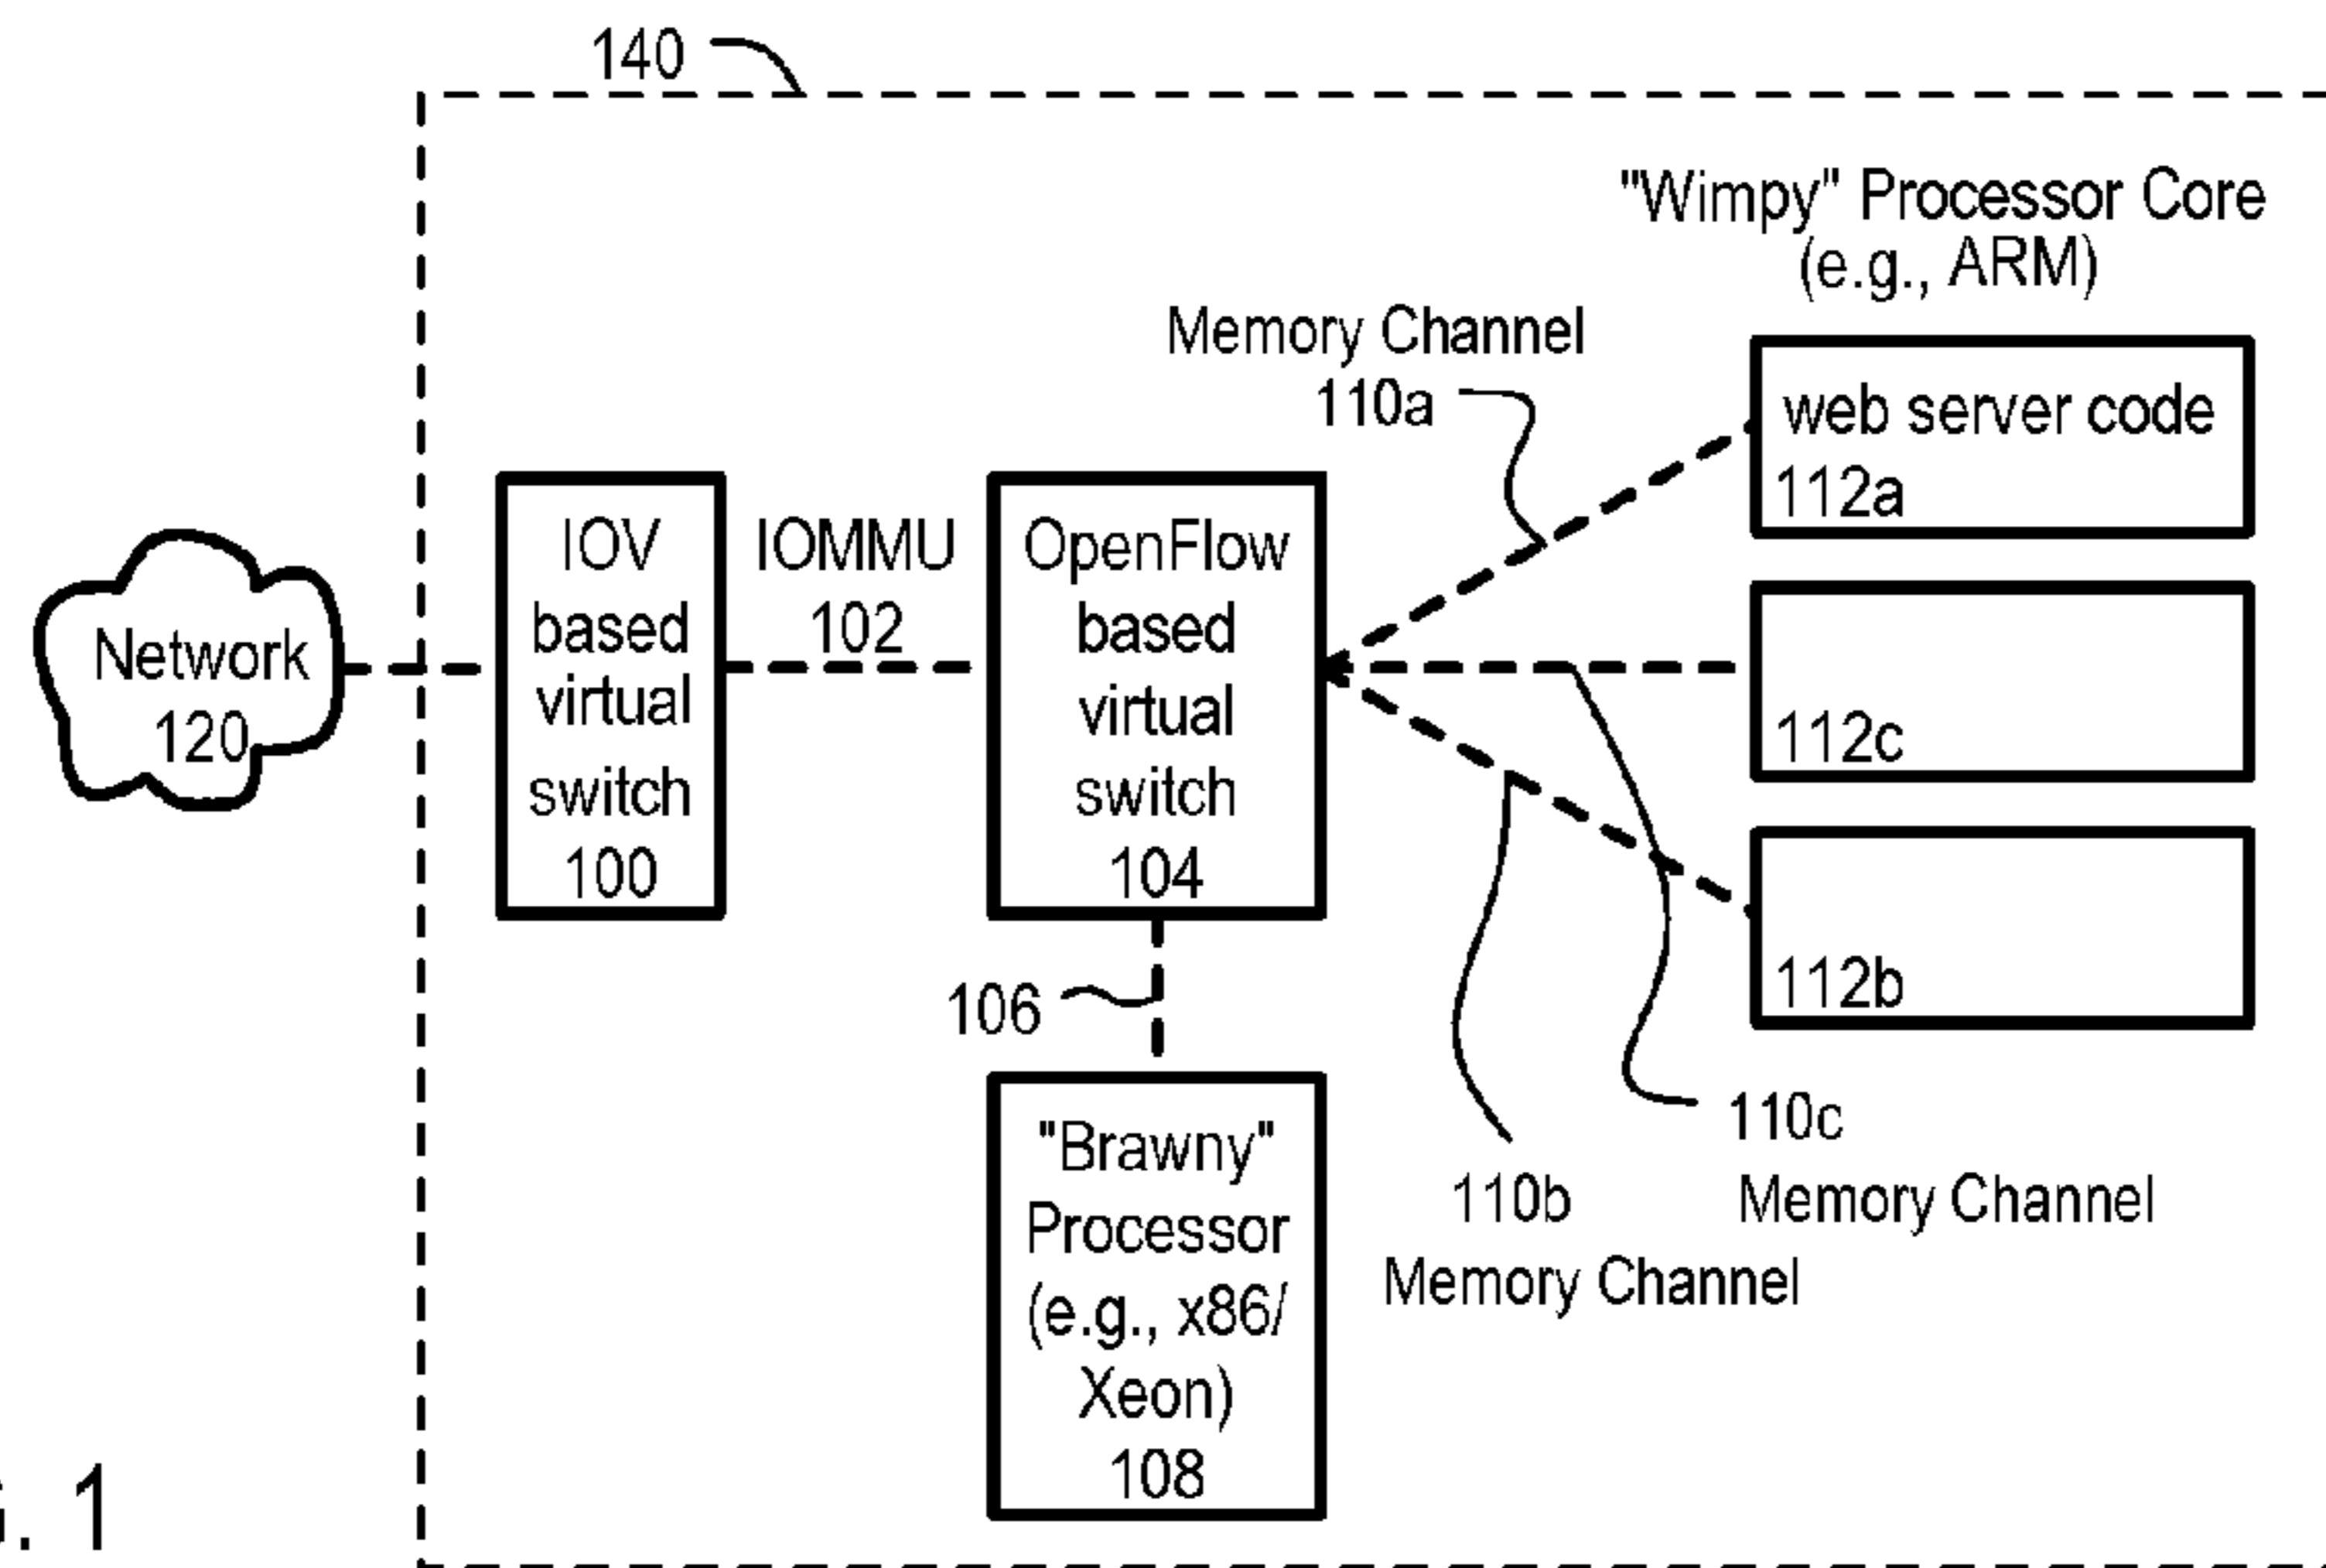 140
"Wimpy" Processor Core
(e.g., ARM)
Memory Channel
110a
web server code
112a
IOV
based
virtual
switch
100
IOMMU
102
OpenFlow
based
virtual
switch
104
Network
120
112c
112b
106
"Brawny"
Processor
(e.g., x86/
Xeon)
108
110c
Memory Channel
110b
Memory Channel
. 1